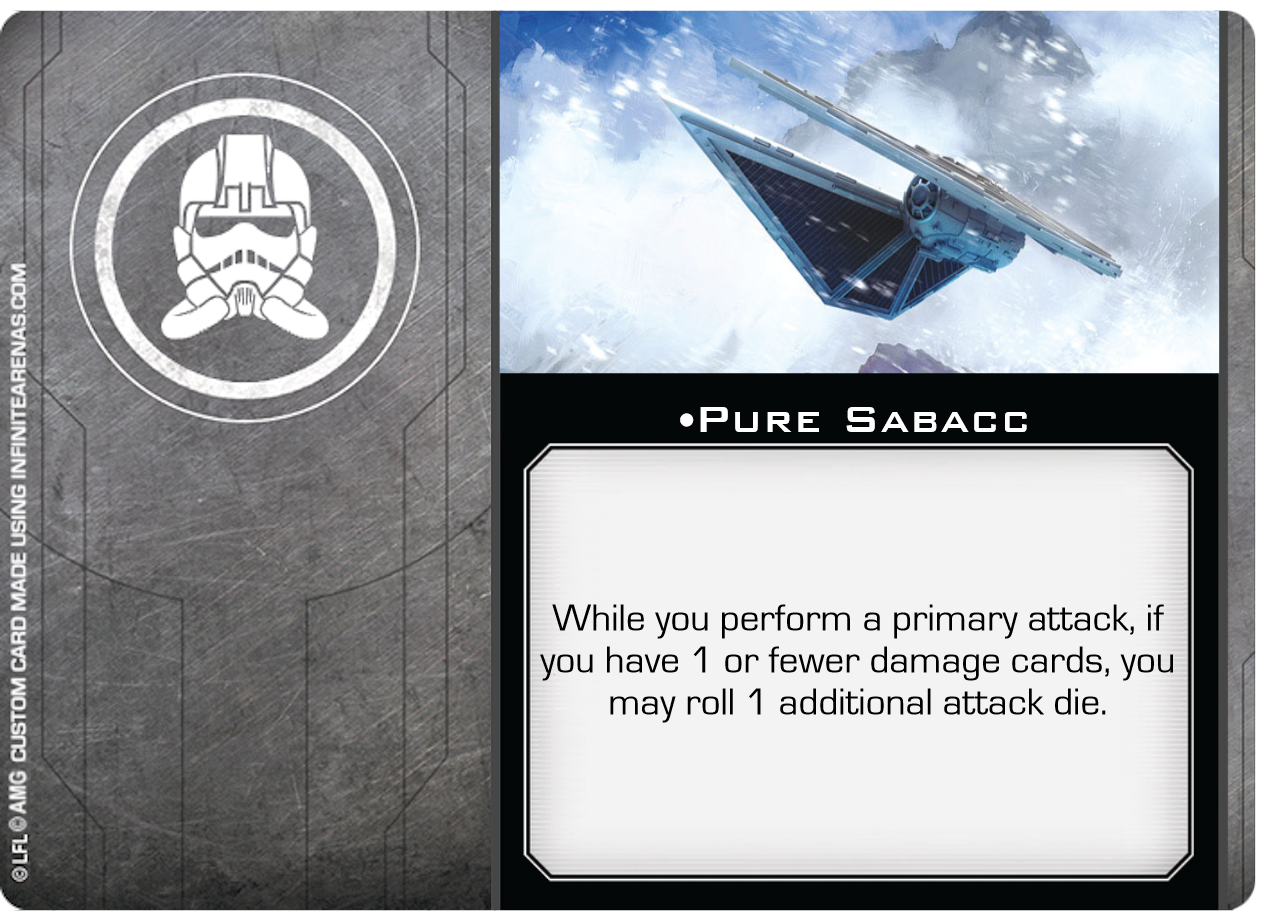 •Pure Sabacc
While you perform a primary attack, if
you have 1 or fewer damage cards, you
may roll 1 additional attack die.
©LFL©AMG CUSTOM CARD MADE USING INFINITEARENAS.COM